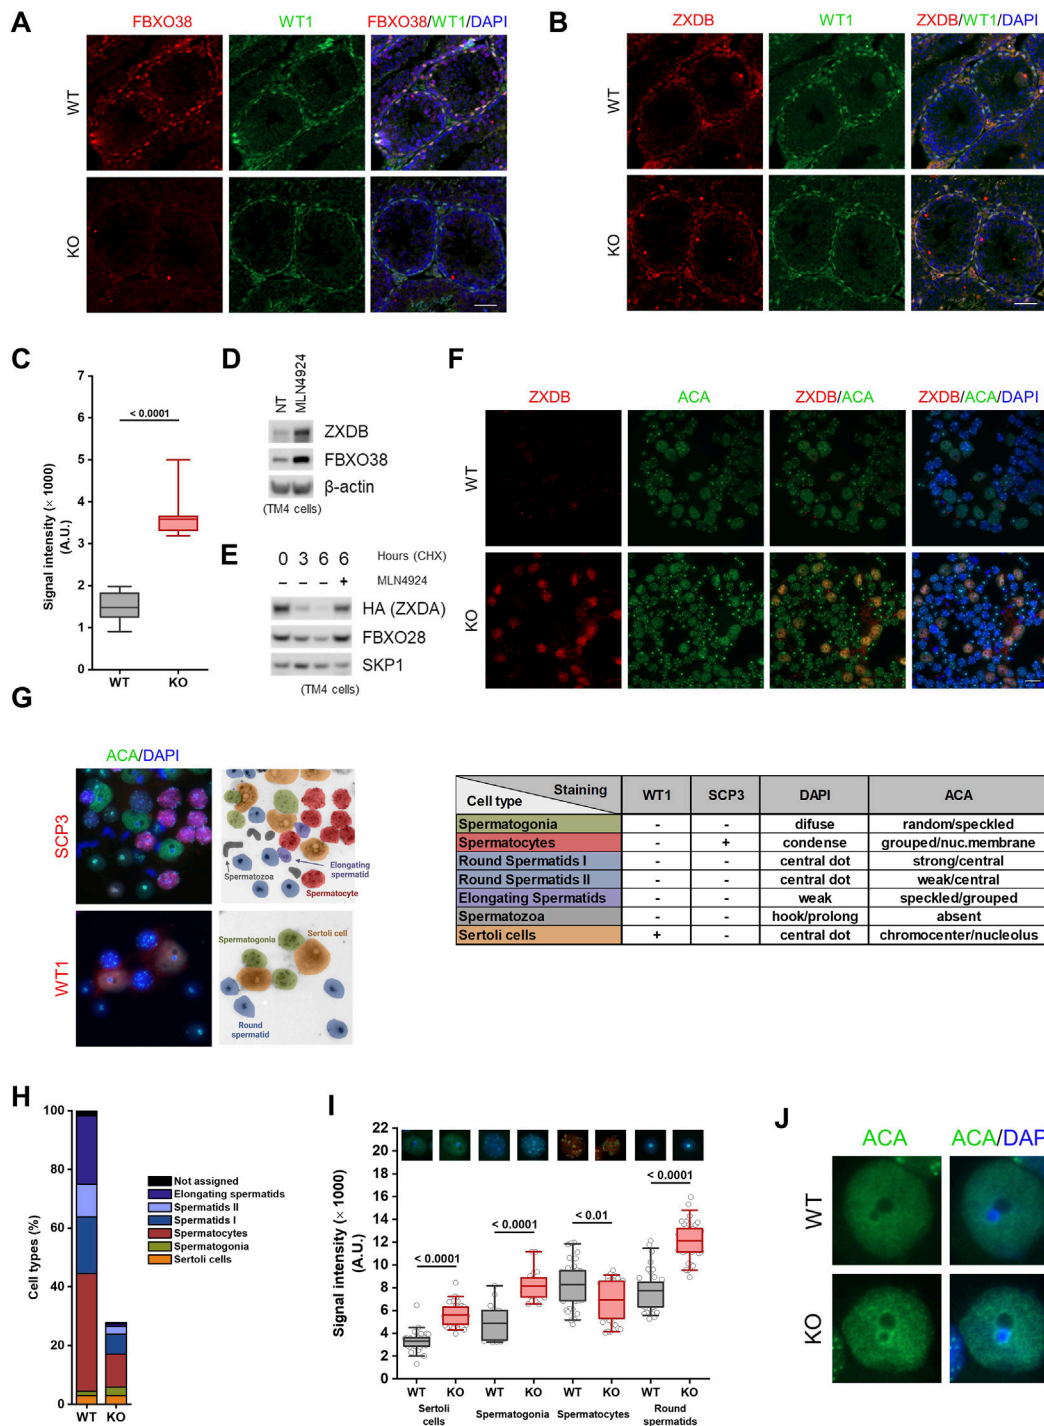 A
FBXO38
WT1
FBXO38/WT1/DAPI
WT
KO
B
ZXDB
WT1
ZXDB/WT1/DAPI
WT
KO
C
Signal intensity (× 1000)
(A.U.)
7
6
5
4
3
2
1
0
< 0.0001
WT
KO
D
NT
MLN4924
ZXDB
FBXO38
β-actin
(TM4 cells)
E
0 3 6 6 Hours (CHX)
– – – + MLN4924
HA (ZXDA)
FBXO28
SKP1
(TM4 cells)
F
ZXDB
ACA
ZXDB/ACA
ZXDB/ACA/DAPI
WT
KO
G
ACA/DAPI
SCP3
WT1
Spermatozoa
Elongating
spermatid
Spermatocyte
Spermatogonia
Sertoli cell
Round
spermatid
Staining
Cell type
WT1 SCP3 DAPI ACA
Spermatogonia - - difuse random/speckled
Spermatocytes - + condense grouped/nuc.membrane
Round Spermatids I - - central dot strong/central
Round Spermatids II - - central dot weak/central
Elongating Spermatids - - weak speckled/grouped
Spermatozoa - - hook/prolong absent
Sertoli cells + - central dot chromocenter/nucleolus
H
Cell types (%)
100
80
60
40
20
0
WT
KO
Not assigned
Elongating spermatids
Spermatids II
Spermatids I
Spermatocytes
Spermatogonia
Sertoli cells
I
Signal intensity (× 1000)
(A.U.)
22
20
18
16
14
12
10
8
6
4
2
0
< 0.0001
< 0.0001
< 0.01
< 0.0001
WT KO WT KO WT KO WT KO
Sertoli
cells
Spermatogonia
Spermatocytes
Round
spermatids
J
ACA
ACA/DAPI
WT
KO